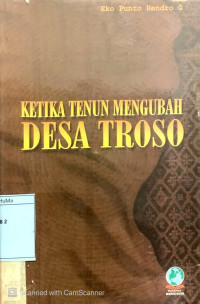 Eko Punto Hendro G
KETIKA TENUN MENGUBAH
DESA TROSO
Scanned with CamScanner